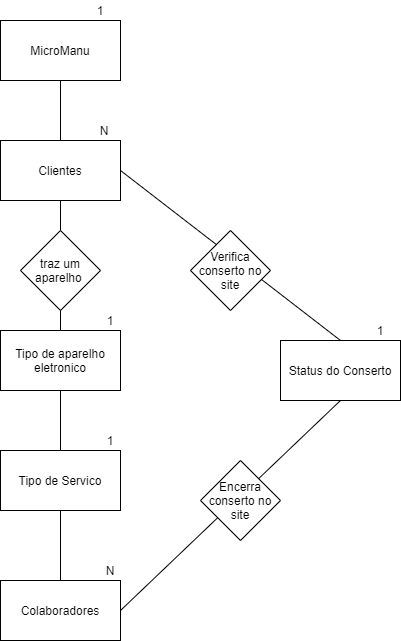 1
MicroManu
N
Clientes
traz um
aparelho
Verifica
conserto no
site
1
Tipo de aparelho
eletronico
1
Status do Conserto
1
Tipo de Servico
Encerra
conserto no
site
N
Colaboradores